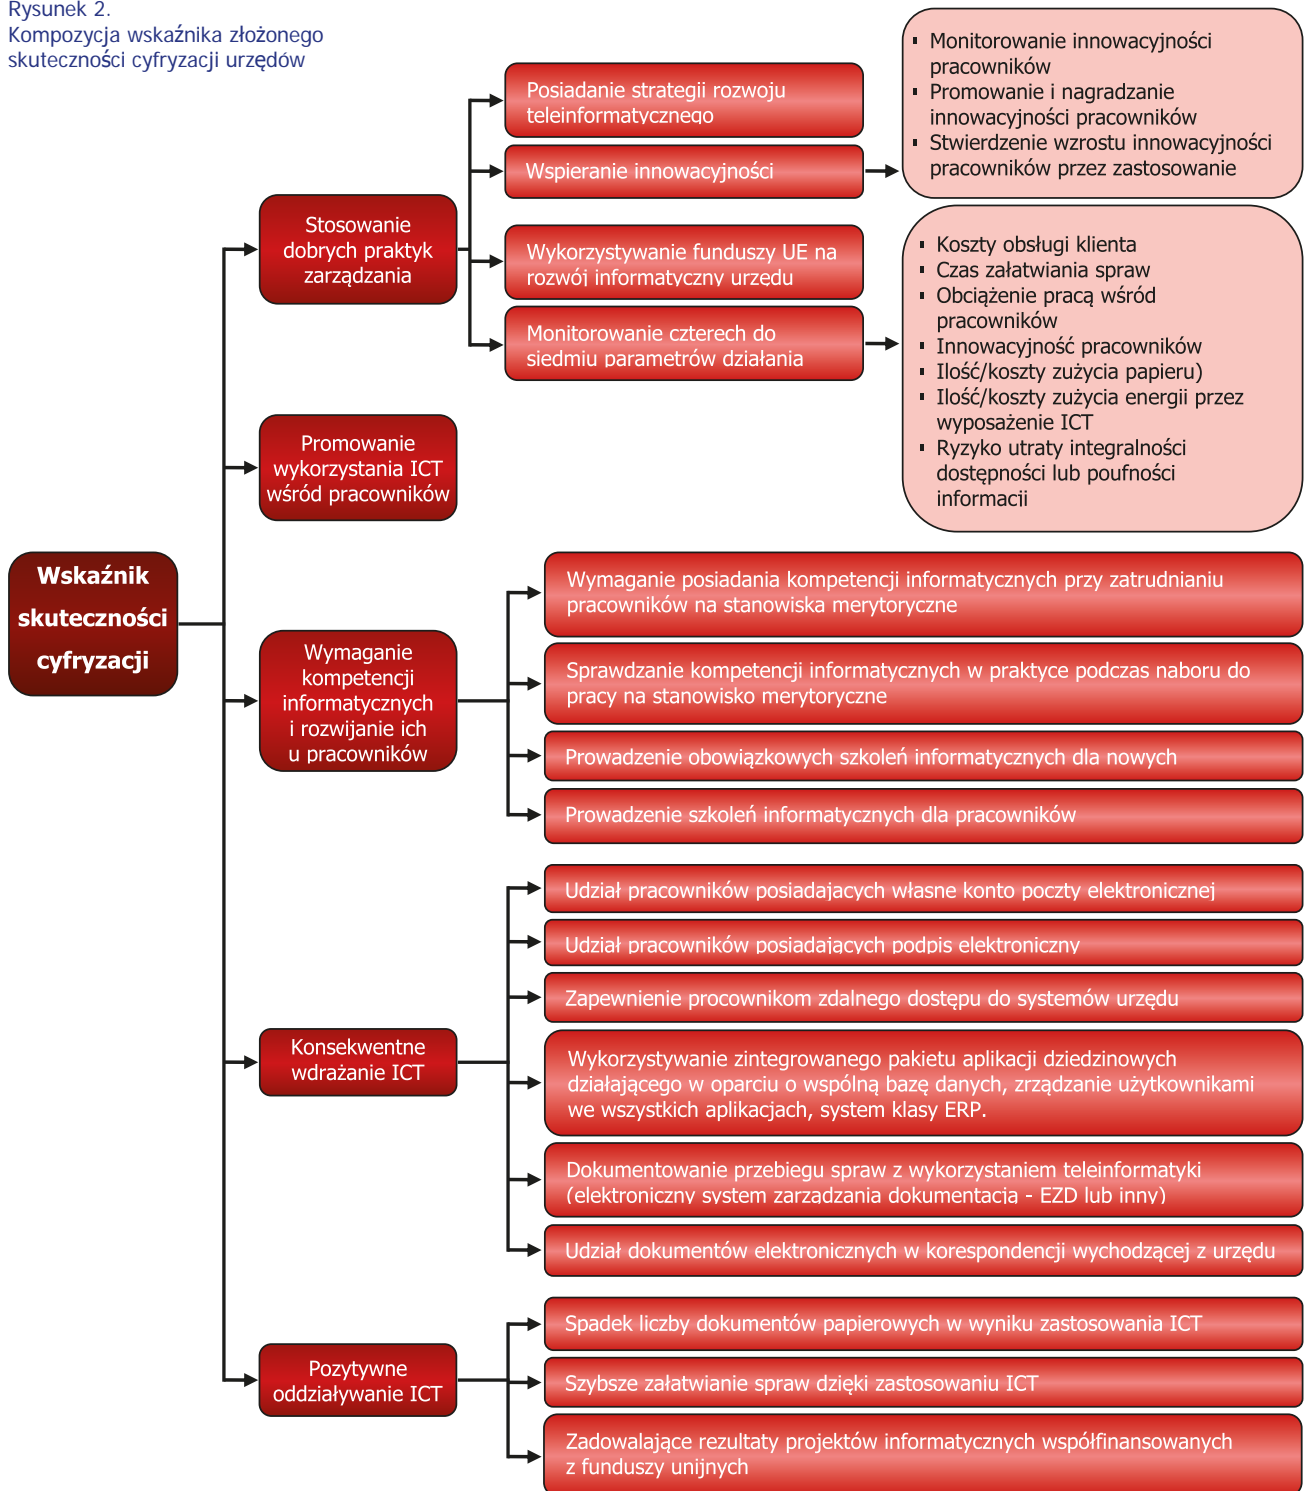 Rysunek 2.
Kompozycja wskaźnika złożonego
skuteczności cyfryzacji urzędów
Wskaźnik
skuteczności
cyfryzacji
Stosowanie
dobrych praktyk
zarządzania
Posiadanie strategii rozwoju
teleinformatycznego
Wspieranie innowacyjności
▪ Monitorowanie innowacyjności
pracowników
▪ Promowanie i nagradzanie
innowacyjności pracowników
▪ Stwierdzenie wzrostu innowacyjności
pracowników przez zastosowanie
Wykorzystywanie funduszy UE na
rozwój informatyczny urzędu
Monitorowanie czterech do
siedmiu parametrów działania
▪ Koszty obsługi klienta
▪ Czas załatwiania spraw
▪ Obciążenie pracą wśród
pracowników
▪ Innowacyjność pracowników
▪ Ilość/koszty zużycia papieru)
▪ Ilość/koszty zużycia energii przez
wyposażenie ICT
▪ Ryzyko utraty integralności
dostępności lub poufności
informacji
Promowanie
wykorzystania ICT
wśród pracowników
Wymaganie
kompetencji
informatycznych
i rozwijanie ich
u pracowników
Wymaganie posiadania kompetencji informatycznych przy zatrudnianiu
pracowników na stanowiska merytoryczne
Sprawdzanie kompetencji informatycznych w praktyce podczas naboru do
pracy na stanowisko merytoryczne
Prowadzenie obowiązkowych szkoleń informatycznych dla nowych
Prowadzenie szkoleń informatycznych dla pracowników
Konsekwentne
wdrażanie ICT
Udział pracowników posiadajacych własne konto poczty elektronicznej
Udział pracowników posiadających podpis elektroniczny
Zapewnienie procownikom zdalnego dostępu do systemów urzędu
Wykorzystywanie zintegrowanego pakietu aplikacji dziedzinowych
działającego w oparciu o wspólną bazę danych, zrządzanie użytkownikami
we wszystkich aplikacjach, system klasy ERP.
Dokumentowanie przebiegu spraw z wykorzystaniem teleinformatyki
(elektroniczny system zarządzania dokumentacją - EZD lub inny)
Udział dokumentów elektronicznych w korespondencji wychodzącej z urzędu
Pozytywne
oddziaływanie ICT
Spadek liczby dokumentów papierowych w wyniku zastosowania ICT
Szybsze załatwianie spraw dzięki zastosowaniu ICT
Zadowalające rezultaty projektów informatycznych współfinansowanych
z funduszy unijnych